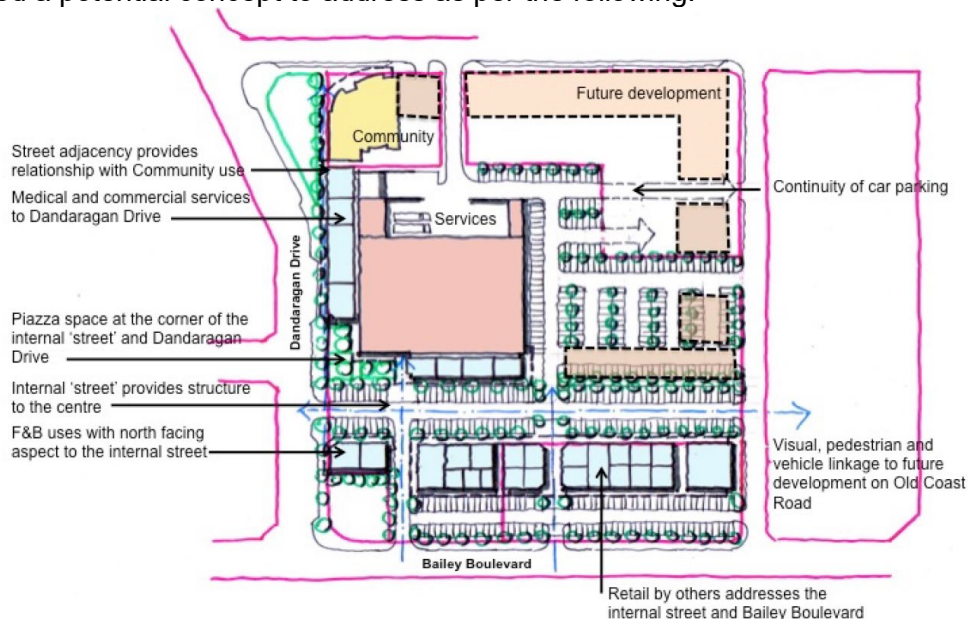 Future development
Community
Street adjacency provides
relationship with Community use
Medical and commercial services
to Dandaragan Drive
Continuity of car parking
Services
Dandaragan Drive
Piazza space at the corner of the
internal 'street' and Dandaragan
Drive
Internal 'street' provides structure
to the centre
F&B uses with north facing
aspect to the internal street
Visual, pedestrian and
vehicle linkage to future
development on Old Coast
Road
Bailey Boulevard
Retail by others addresses the
internal street and Bailey Boulevard